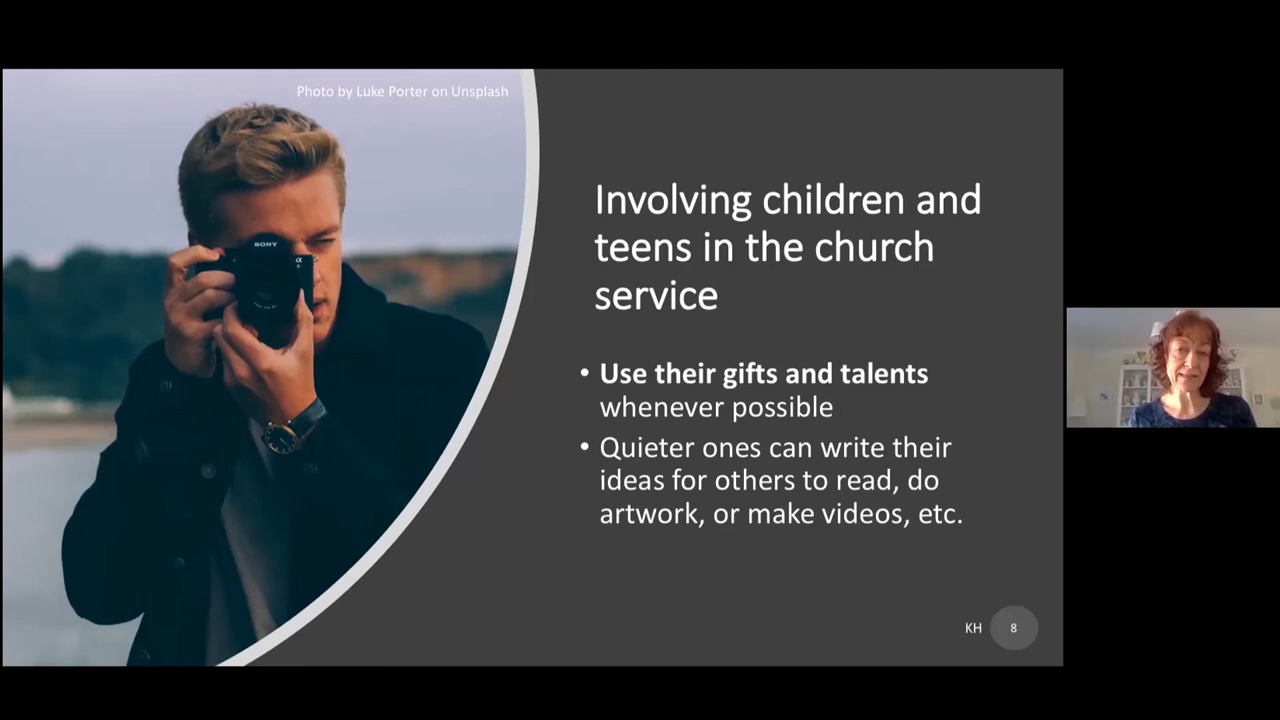 Photo by Luke Porter on Unsplash
SONY
α
Involving children and
teens in the church
service
• Use their gifts and talents
whenever possible
• Quieter ones can write their
ideas for others to read, do
artwork, or make videos, etc.
KH 8